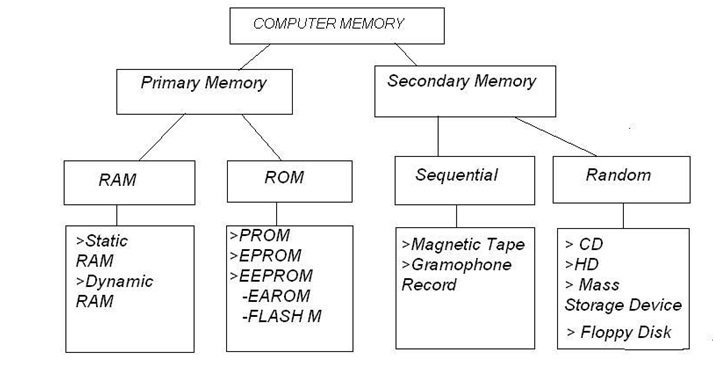 COMPUTER MEMORY
Primary Memory
Secondary Memory
RAM
ROM
Sequential
Random
>Static
RAM
>Dynamic
RAM
>PROM
>EPROM
>EEPROM
-EAROM
-FLASH M
>Magnetic Tape
>Gramophone
Record
> CD
>HD
> Mass
Storage Device
> Floppy Disk